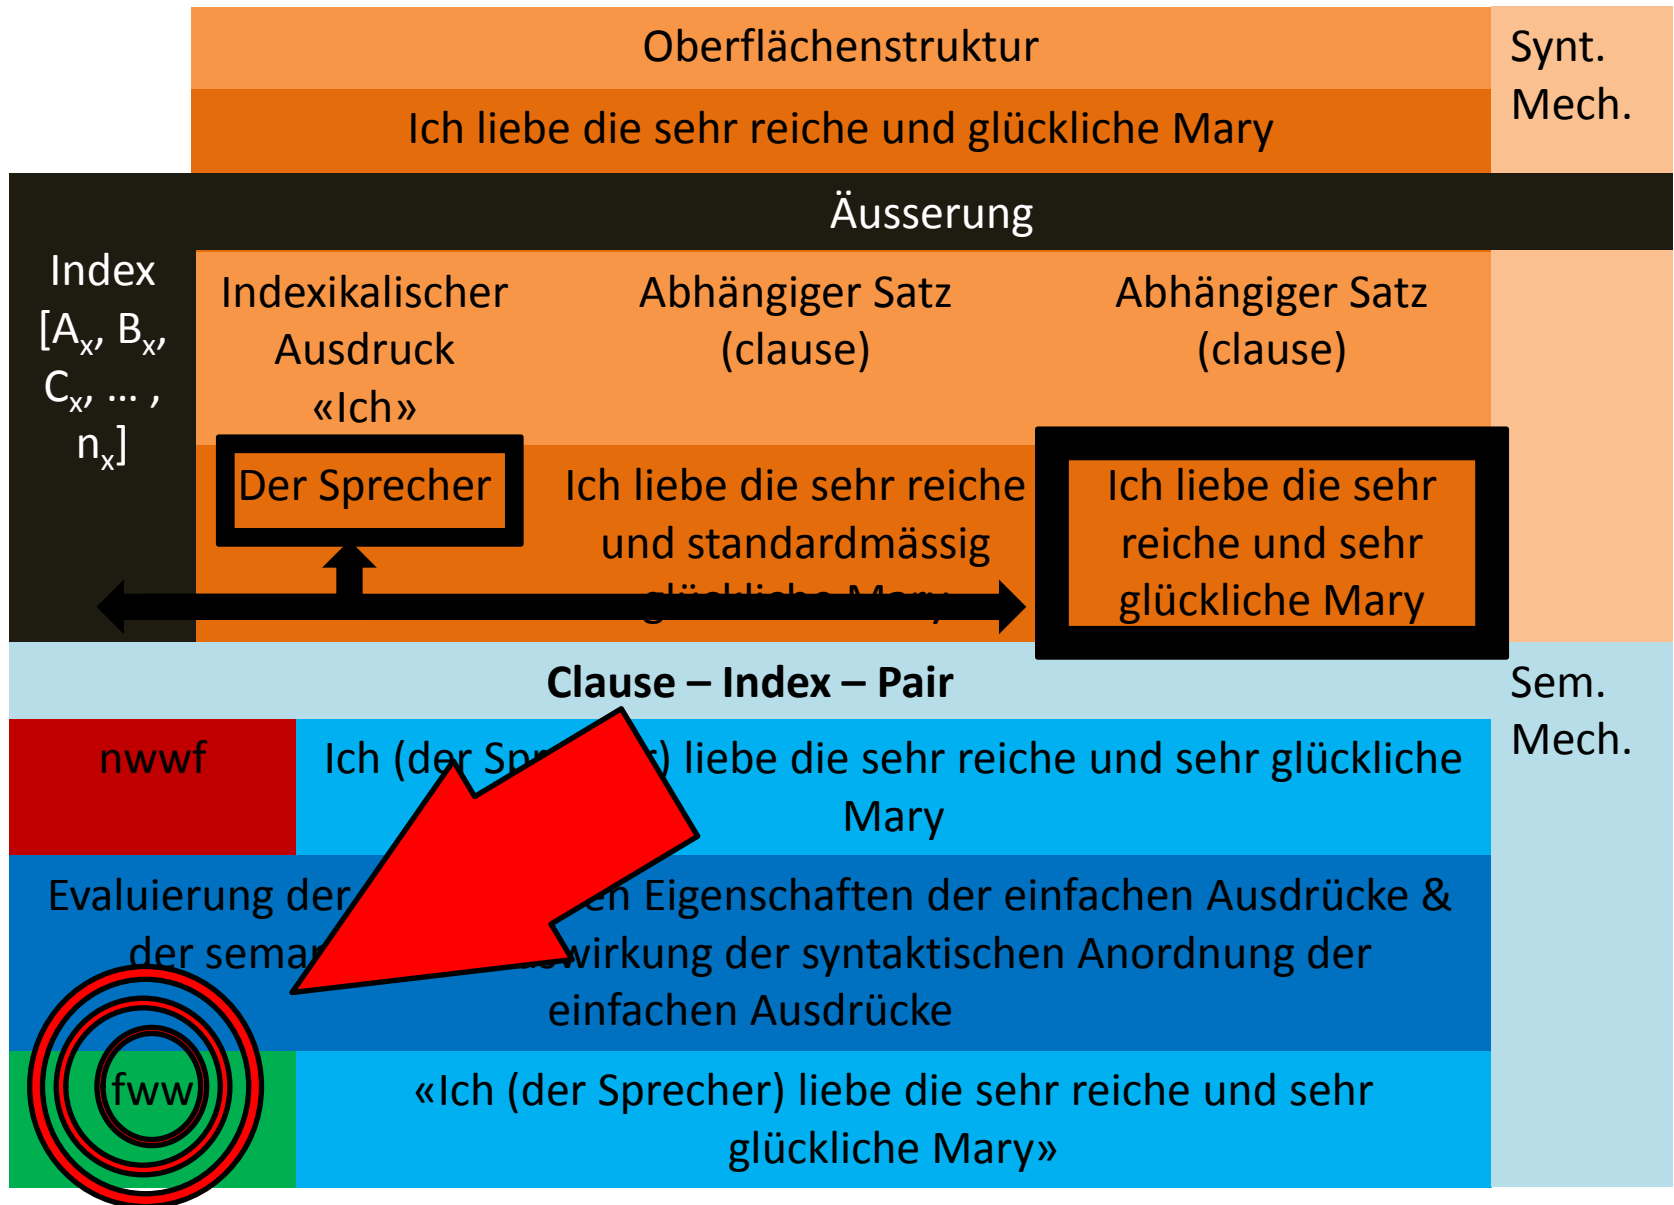 Oberflächenstruktur
Synt.
Mech.
Ich liebe die sehr reiche und glückliche Mary
Äusserung
Index
[Aₓ, Bₓ,
Cₓ, … ,
nₓ]
Indexikalischer
Ausdruck
«Ich»
Abhängiger Satz
(clause)
Abhängiger Satz
(clause)
Der Sprecher
Ich liebe die sehr reiche
und standardmässig
glückliche Mary
Ich liebe die sehr
reiche und sehr
glückliche Mary
Clause – Index – Pair
Sem.
Mech.
nwwf
Ich (der liebe die sehr reiche und sehr glückliche
Mary
Evaluierung der Eigenschaften der einfachen Ausdrücke &
der der syntaktischen Anordnung der
einfachen Ausdrücke
fww
«Ich (der Sprecher) liebe die sehr reiche und sehr
glückliche Mary»